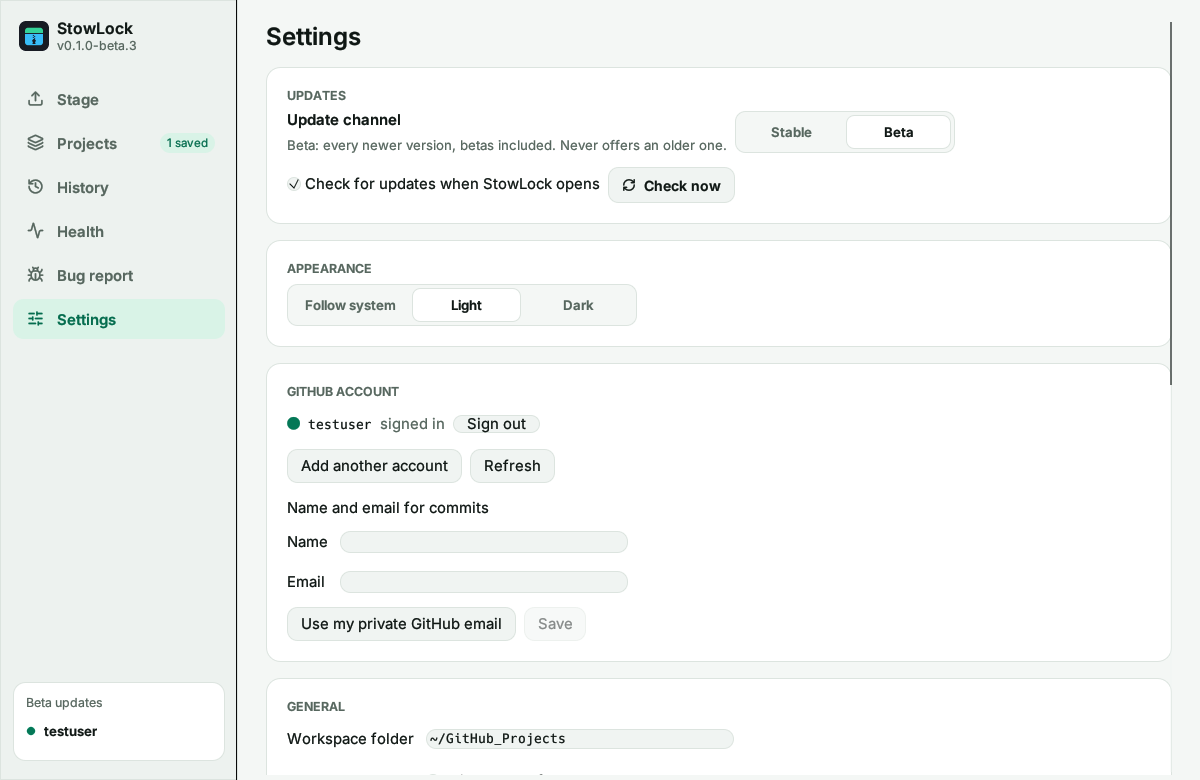 StowLock
v0.1.0-beta.3
Stage
Projects 1 saved
History
Health
Bug report
Settings
Beta updates
testuser
Settings
UPDATES
Update channel
Beta: every newer version, betas included. Never offers an older one.
Stable Beta
Check for updates when StowLock opens Check now
APPEARANCE
Follow system Light Dark
GITHUB ACCOUNT
testuser signed in Sign out
Add another account Refresh
Name and email for commits
Name
Email
Use my private GitHub email Save
GENERAL
Workspace folder ~/GitHub_Projects